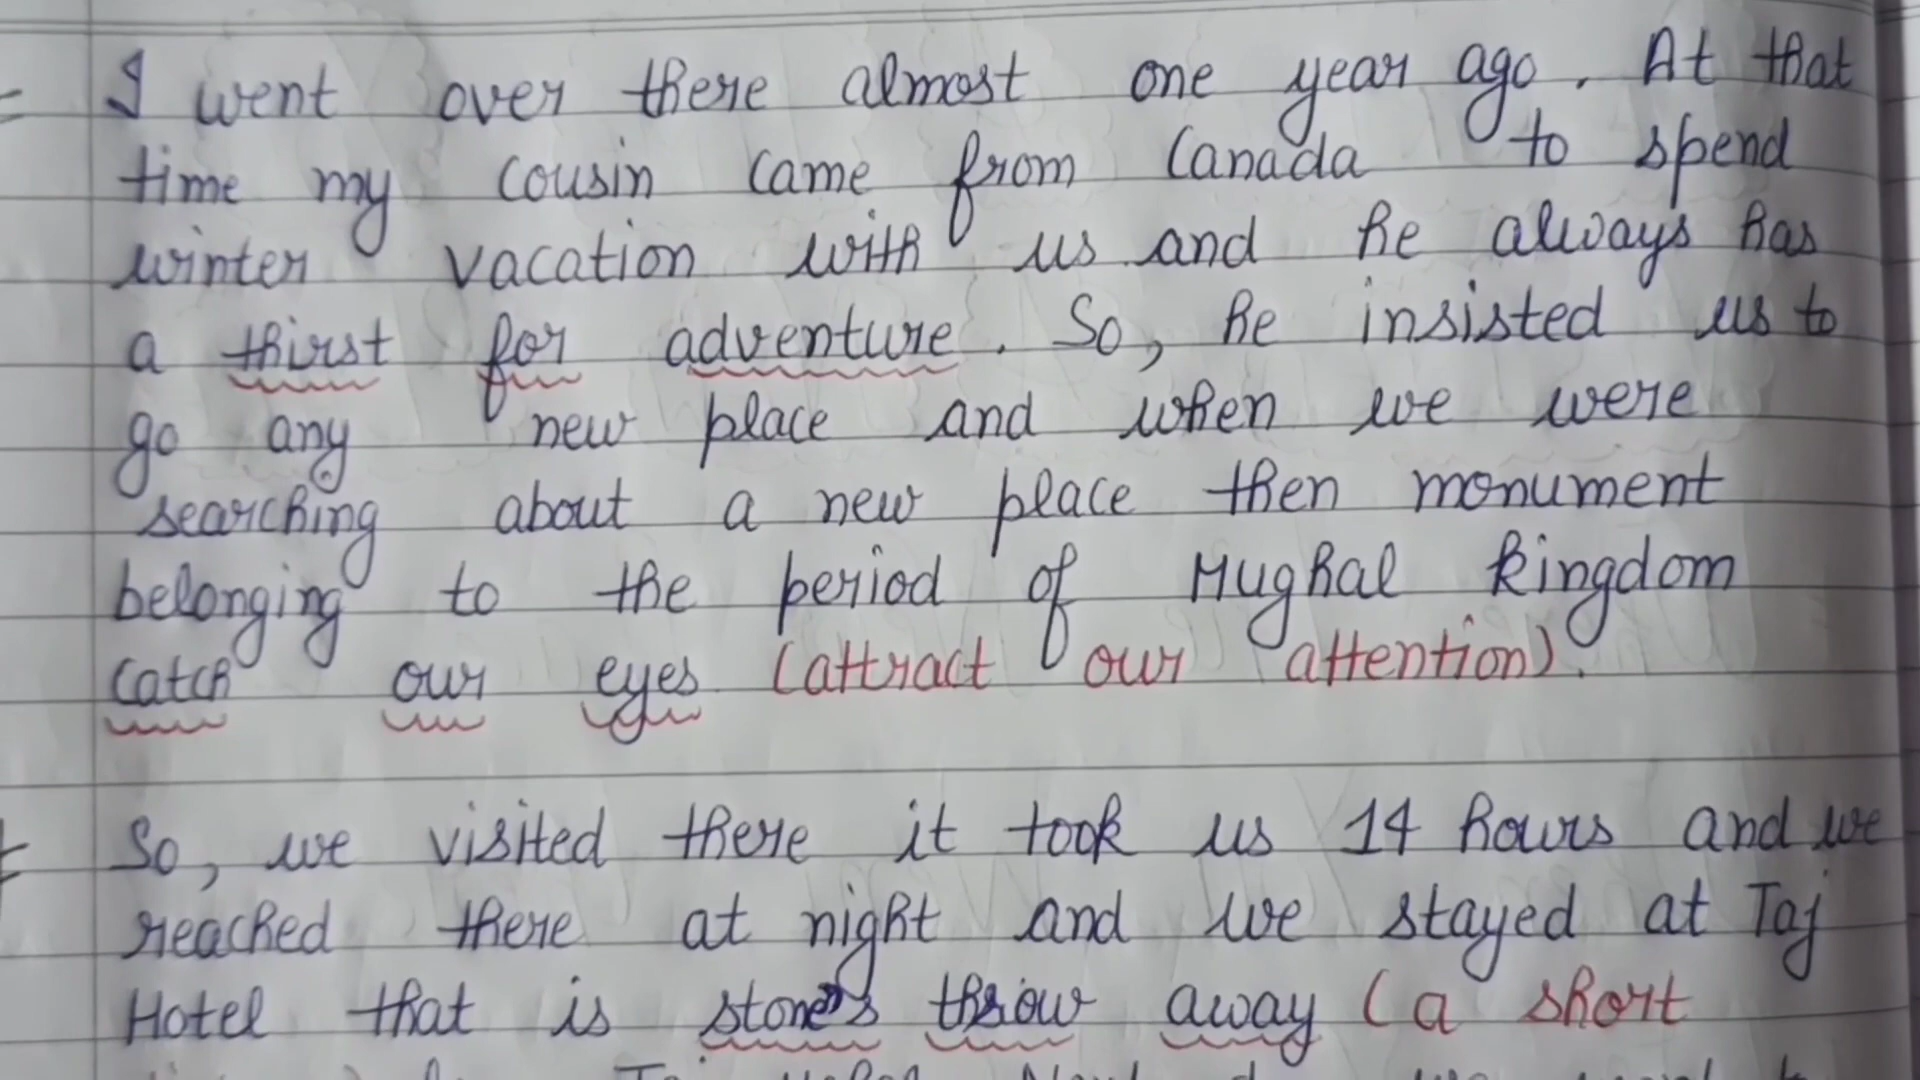 I went over there almost one year ago. At that
time my cousin came from Canada to spend
winter vacation with us and he always has
a thirst for adventure. So, he insisted us to
go any new place and when we were
searching about a new place then monument
belonging to the period of Mughal kingdom
catch our eyes (attract our attention).
So, we visited there it took us 14 hours and we
reached there at night and we stayed at Taj
Hotel that is stone's throw away (a short